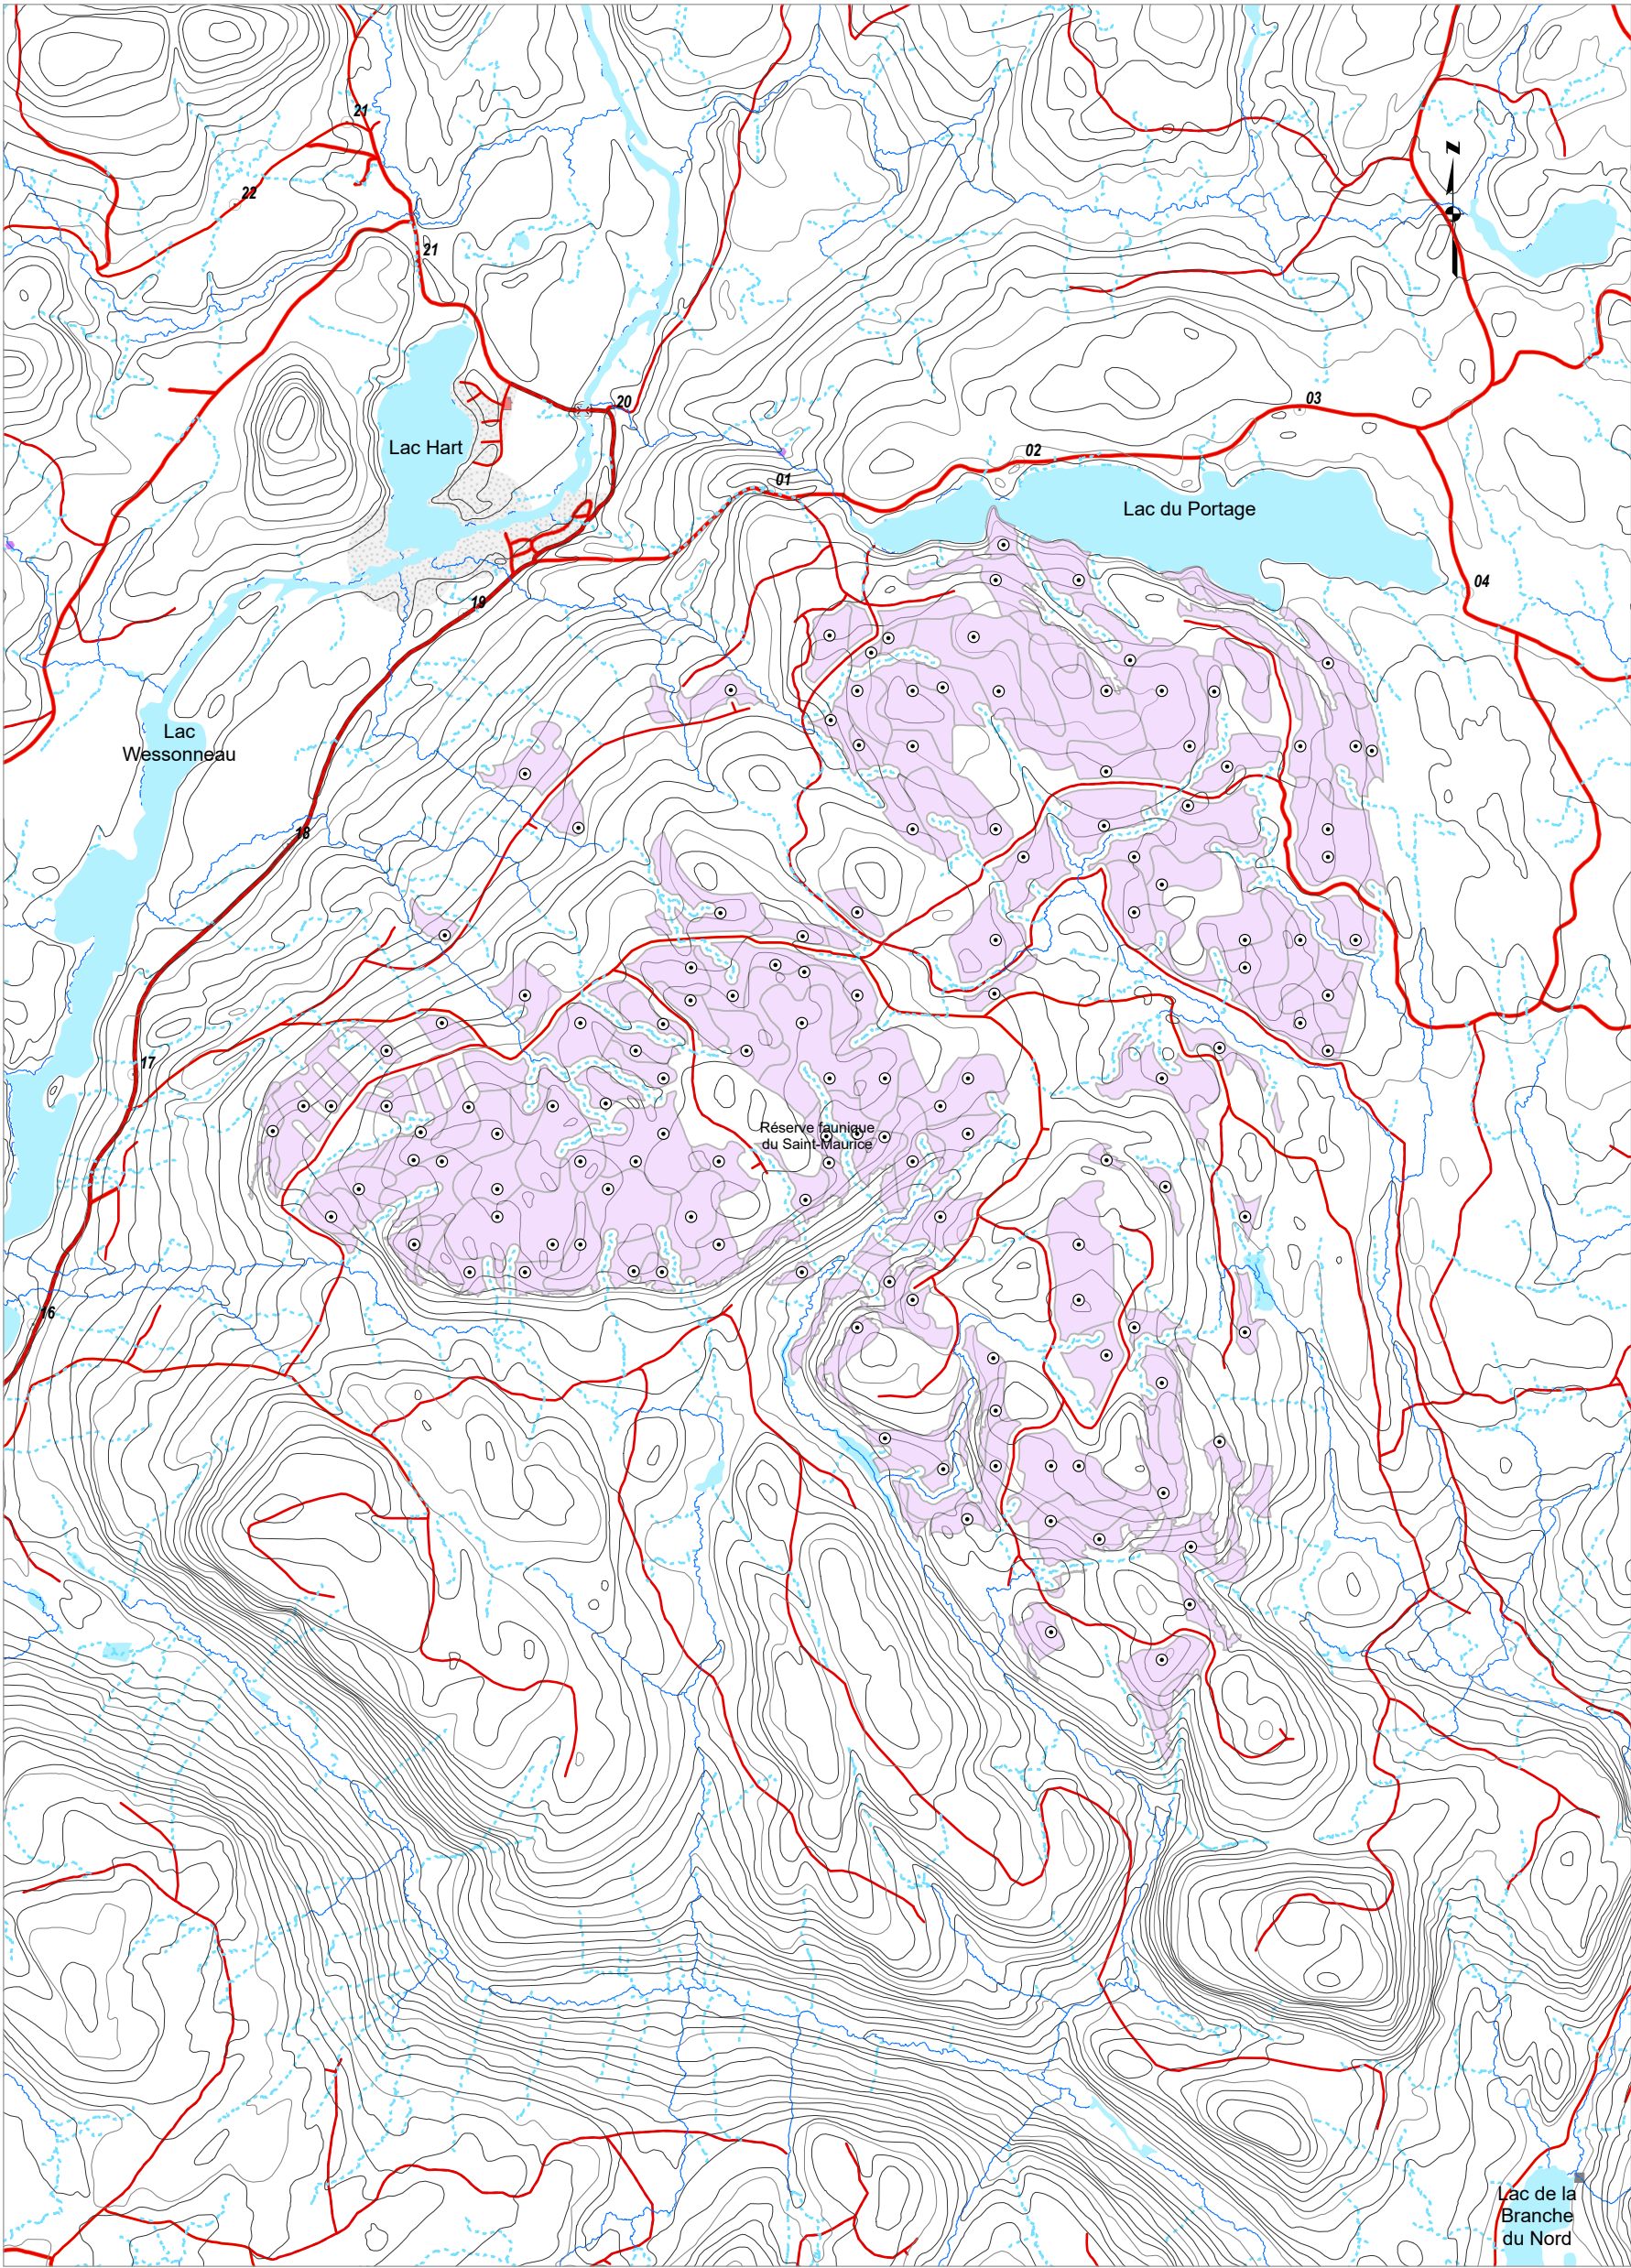 21
N
22
21
20
03
Lac Hart
02
01
Lac du Portage
04
19
Lac
Wessonneau
18
17
Réserve faunique
du Saint-Maurice
16
Lac de la
Branche
du Nord